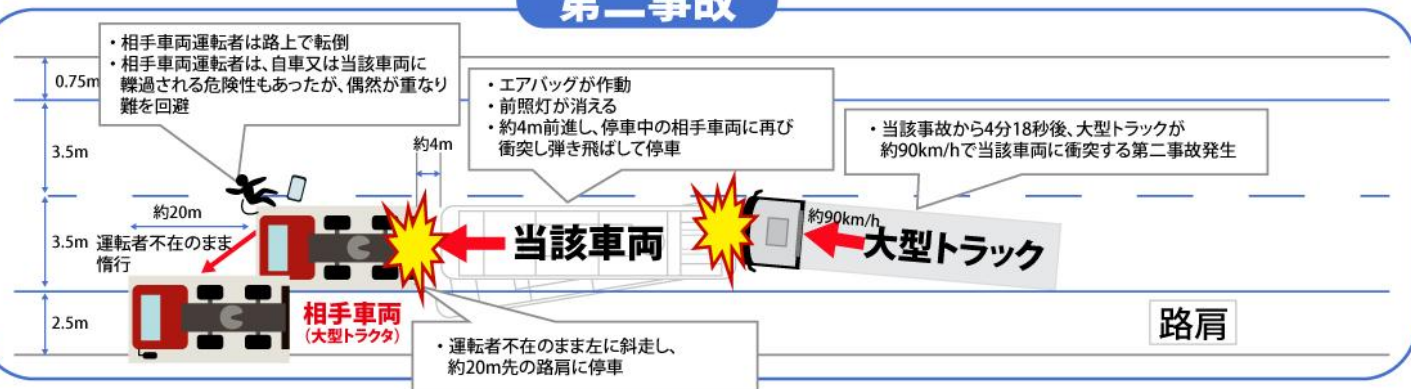 第二事故
・相手車両運転者は路上で転倒
・相手車両運転者は、自車又は当該車両に
轢過される危険性もあったが、偶然が重なり
難を回避
・エアバッグが作動
・前照灯が消える
・約4m前進し、停車中の相手車両に再び
衝突し弾き飛ばして停車
・当該事故から4分18秒後、大型トラックが
約90km/hで当該車両に衝突する第二事故発生
0.75m
3.5m
約4m
約20m
3.5m
運転者不在のまま
惰行
当該車両
約90km/h
大型トラック
2.5m
相手車両
(大型トラクタ)
・運転者不在のまま左に斜走し、
約20m先の路肩に停車
路肩